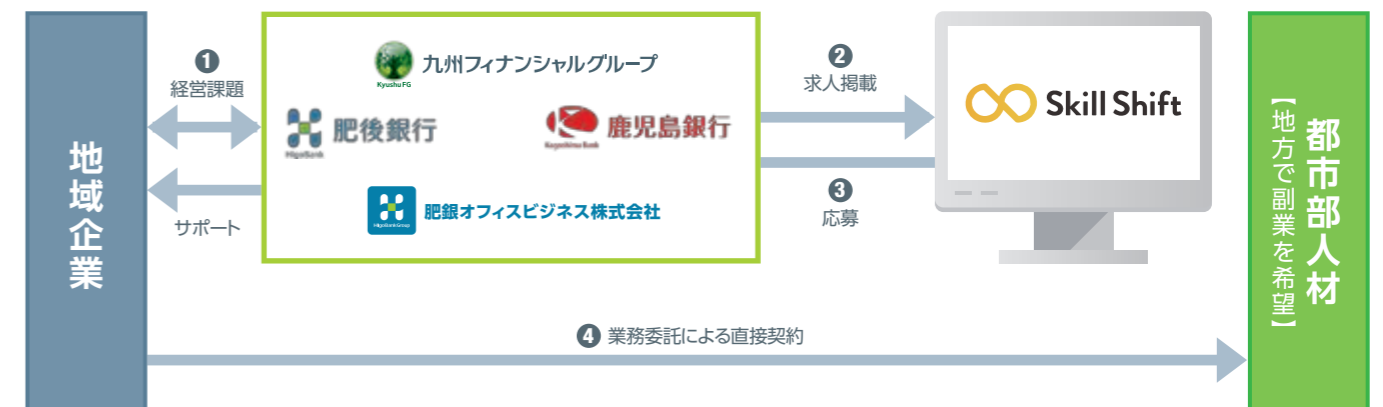 地域企業
❶
経営課題
サポート
九州フィナンシャルグループ
Kyushu FG
肥後銀行
HigoBank
鹿児島銀行
Kagoshima Bank
肥銀オフィスビジネス株式会社
HigoBank Group
❷
求人掲載
❸
応募
Skill Shift
都市部人材
【地方で副業を希望】
❹ 業務委託による直接契約